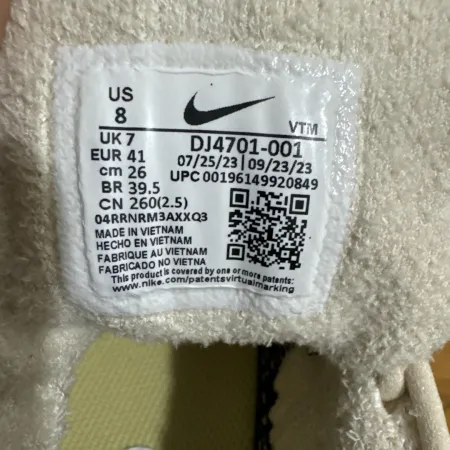 US
8
VTM
UK 7
DJ4701-001
EUR 41
07/25/23 | 09/23/23
cm 26
UPC 00196149920849
BR 39.5
CN 260(2.5)
04RRNRM3AXXQ3
MADE IN VIETNAM
HECHO EN VIETNAM
FABRIQUE AU VIETNAM
FABRICADO NO VIETNA
This product is covered by one or more patents:
www.nike.com/patentsvirtualmarking